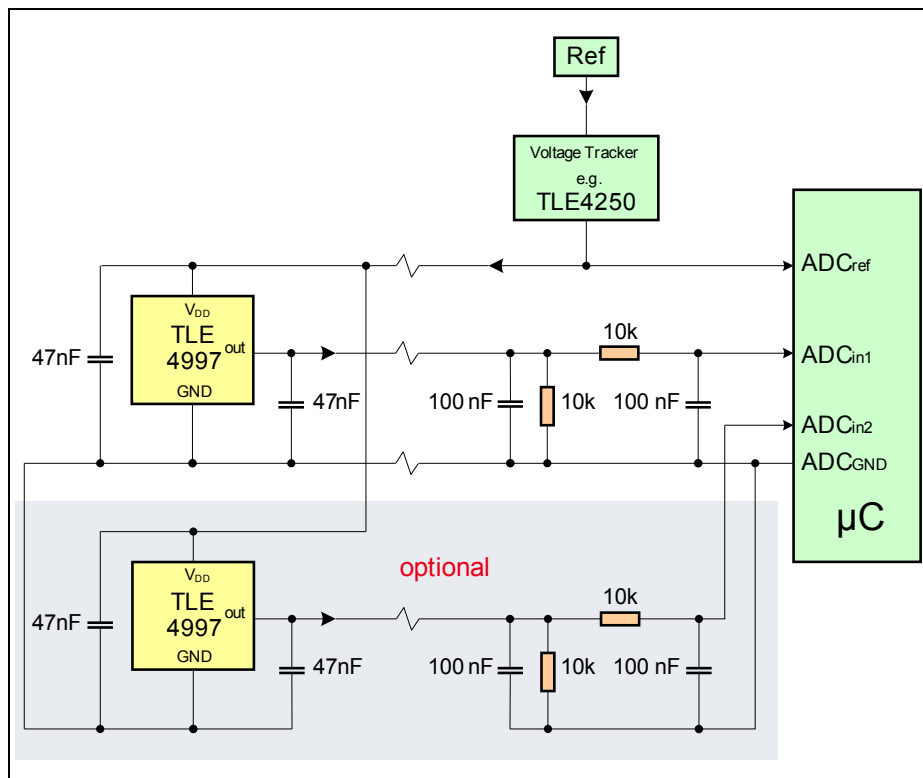 Ref
Voltage Tracker
e.g.
TLE4250
ADCref
VDD
TLE
4997
out
GND
47nF
47nF
100 nF
10k
10k
100 nF
ADCin1
ADCin2
ADCGND
µC
optional
VDD
TLE
4997
out
GND
47nF
47nF
100 nF
10k
10k
100 nF